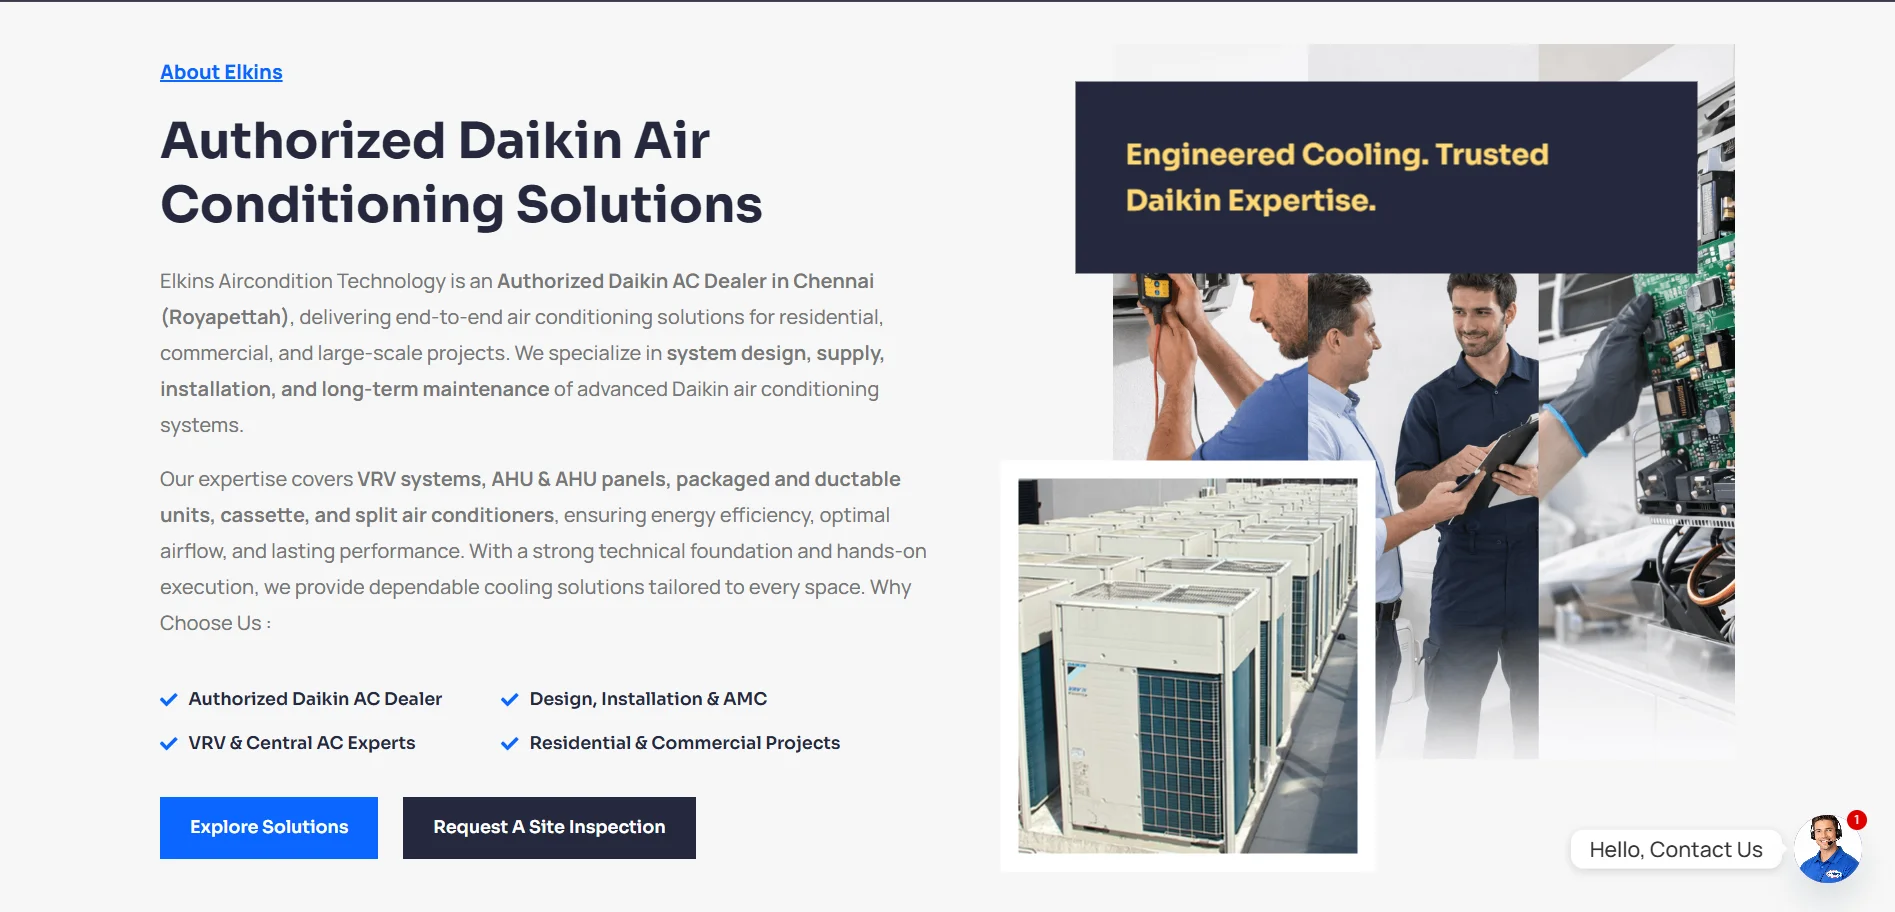 About Elkins
Authorized Daikin Air
Conditioning Solutions
Elkins Aircondition Technology is an Authorized Daikin AC Dealer in Chennai
(Royapettah), delivering end-to-end air conditioning solutions for residential,
commercial, and large-scale projects. We specialize in system design, supply,
installation, and long-term maintenance of advanced Daikin air conditioning
systems.
Our expertise covers VRV systems, AHU & AHU panels, packaged and ductable
units, cassette, and split air conditioners, ensuring energy efficiency, optimal
airflow, and lasting performance. With a strong technical foundation and hands-on
execution, we provide dependable cooling solutions tailored to every space. Why
Choose Us :
Authorized Daikin AC Dealer
Design, Installation & AMC
VRV & Central AC Experts
Residential & Commercial Projects
Explore Solutions
Request A Site Inspection
Engineered Cooling. Trusted
Daikin Expertise.
Hello, Contact Us
1